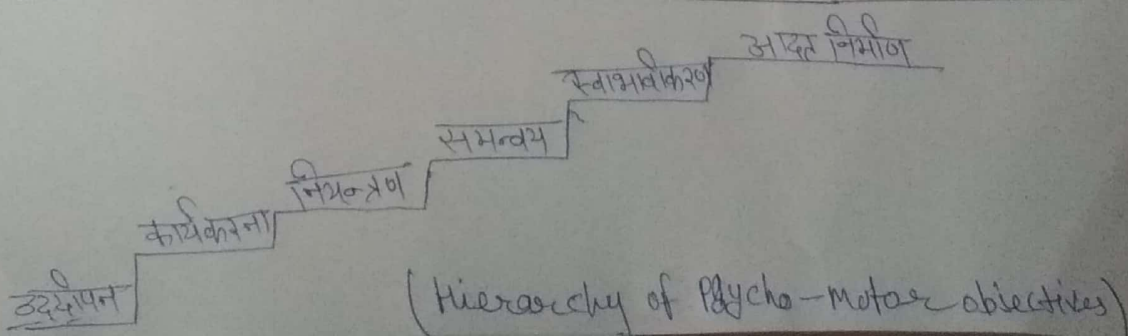 उद्दीपन
कार्यकरना
नियन्त्रण
समन्वय
स्वाभावीकरण
आदत निर्माण
(Hierarchy of Psycho-motor objectives)